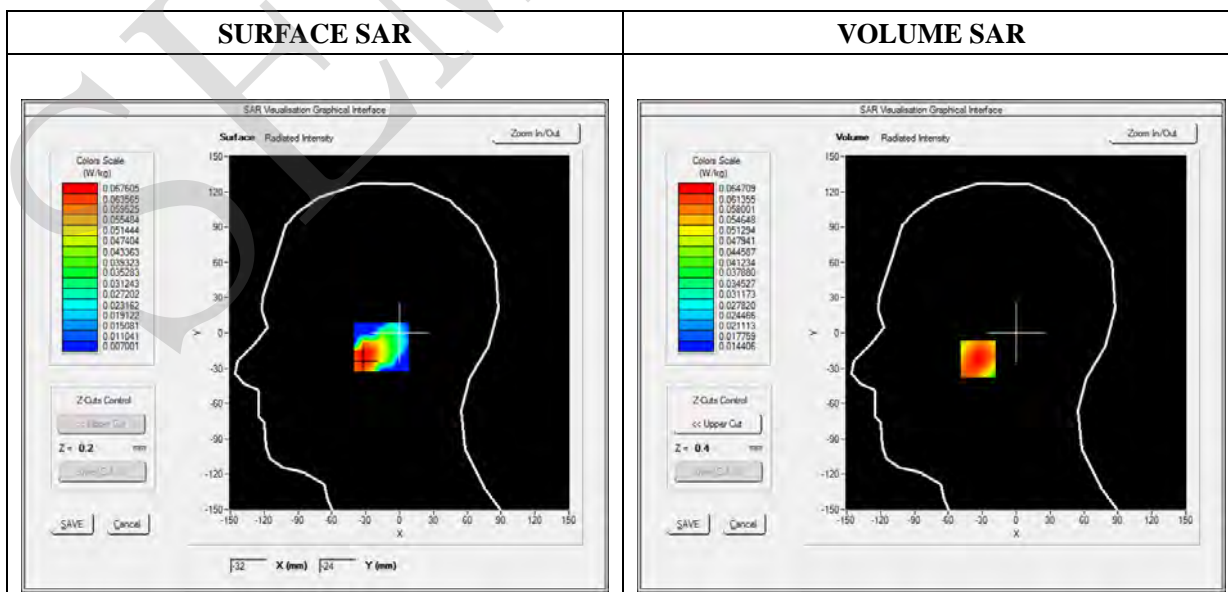 SURFACE SAR
VOLUME SAR
SAR Visualisation Graphical Interface
Surface Radiated Intensity
Zoom In/Out
Colors Scale
(W/kg)
0.067605
0.063565
0.059525
0.055484
0.051444
0.047404
0.043363
0.039323
0.035283
0.031243
0.027202
0.023162
0.019122
0.015081
0.011041
0.007001
150
120
90
60
30
0
-30
-60
-90
-120
-150
Y
-150 -120 -90 -60 -30 0 30 60 90 120 150
X
Z-Cuts Control
<< Upper Cut
Z = 0.2 mm
SAVE Cancel
-32 X (mm) -24 Y (mm)
SAR Visualisation Graphical Interface
Volume Radiated Intensity
Zoom In/Out
Colors Scale
(W/kg)
0.064709
0.061355
0.058001
0.054648
0.051294
0.047941
0.044587
0.041234
0.037880
0.034527
0.031173
0.027820
0.024466
0.021113
0.017759
0.014406
150
120
90
60
30
0
-30
-60
-90
-120
-150
Y
-150 -120 -90 -60 -30 0 30 60 90 120 150
X
Z-Cuts Control
<< Upper Cut
Z = 0.4 mm
SAVE Cancel